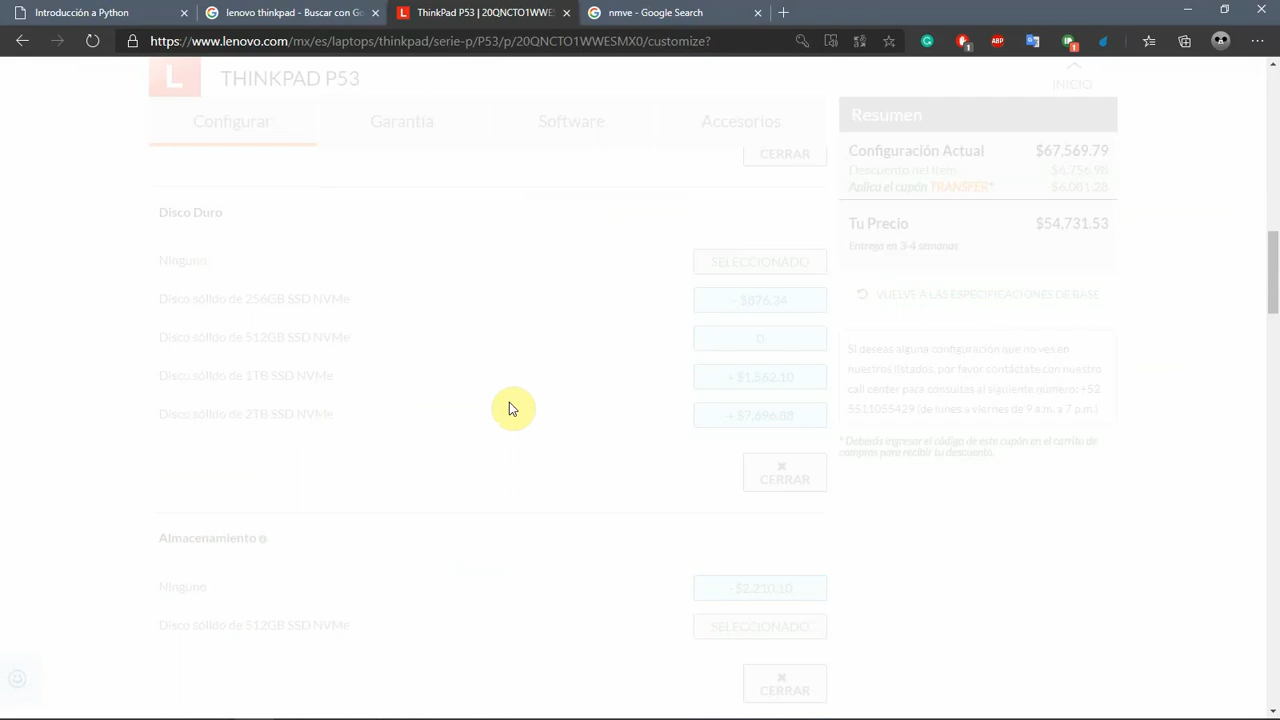 Introducción a Python
lenovo thinkpad - Buscar con Go
ThinkPad P53 | 20QNCTO1WWES
nmve - Google Search
https://www.lenovo.com/mx/es/laptop/thinkpad/serie-p/P53/p/20QNCTO1WWESMX0/customize?
L THINKPAD P53
INICIO
Configurar Garantía Software Accesorios
CERRAR
Disco Duro
Ninguno SELECCIONADO
Disco sólido de 256GB SSD NVMe - $876.34
Disco sólido de 512GB SSD NVMe 0
Disco sólido de 1TB SSD NVMe + $1,562.10
Disco sólido de 2TB SSD NVMe + $7,696.88
CERRAR
Almacenamiento
Ninguno -$2,210.10
Disco sólido de 512GB SSD NVMe SELECCIONADO
CERRAR
Resumen
Configuración Actual $67,569.79
Descuento del Item $6,756.98
Aplica el cupón TRANSFER* $6,081.28
Tu Precio $54,731.53
Entrega en 3-4 semanas
VUELVE A LAS ESPECIFICACIONES DE BASE
Si deseas alguna configuración que no ves en
nuestros listados, por favor contáctate con nuestro
call center para consultas al siguiente número: +52
5511055429 (de lunes a viernes de 9 a.m. a 7 p.m.)
* Deberás ingresar el código de este cupón en el carrito de
compras para recibir tu descuento.